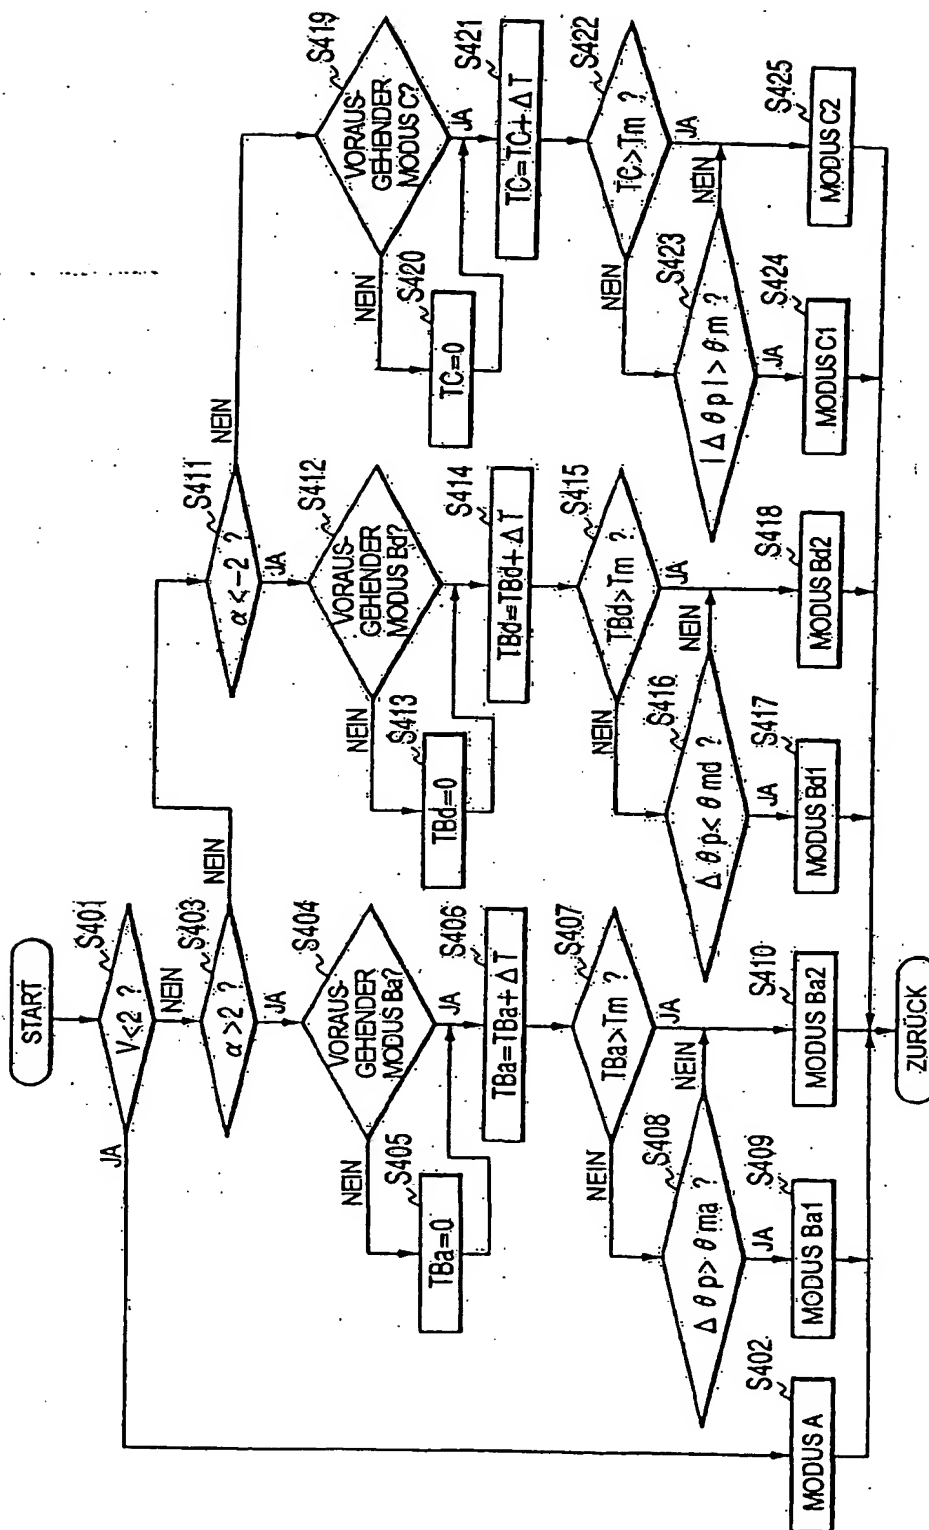 START
S401
V<2 ?
JA
NEIN
S403
α >2 ?
NEIN
JA
S404
VORAUS-
GEHENDER
MODUS Ba?
NEIN
S405
TBa=0
JA
S406
TBa=TBa+ΔT
S407
TBa>Tm ?
NEIN
JA
S408
Δθp>θma ?
NEIN
JA
S402
MODUS A
S409
MODUS Ba1
S410
MODUS Ba2
S411
α<-2 ?
NEIN
JA
S412
VORAUS-
GEHENDER
MODUS Bd?
NEIN
S413
TBd=0
S414
TBd=TBd+ΔT
S415
TBd>Tm ?
NEIN
JA
S416
Δθp<θmd ?
NEIN
JA
S417
MODUS Bd1
S418
MODUS Bd2
S419
VORAUS-
GEHENDER
MODUS C?
NEIN
S420
TC=0
JA
S421
TC=TC+ΔT
S422
TC>Tm ?
NEIN
JA
S423
|Δθp|>θm ?
NEIN
JA
S424
MODUS C1
S425
MODUS C2
ZURÜCK